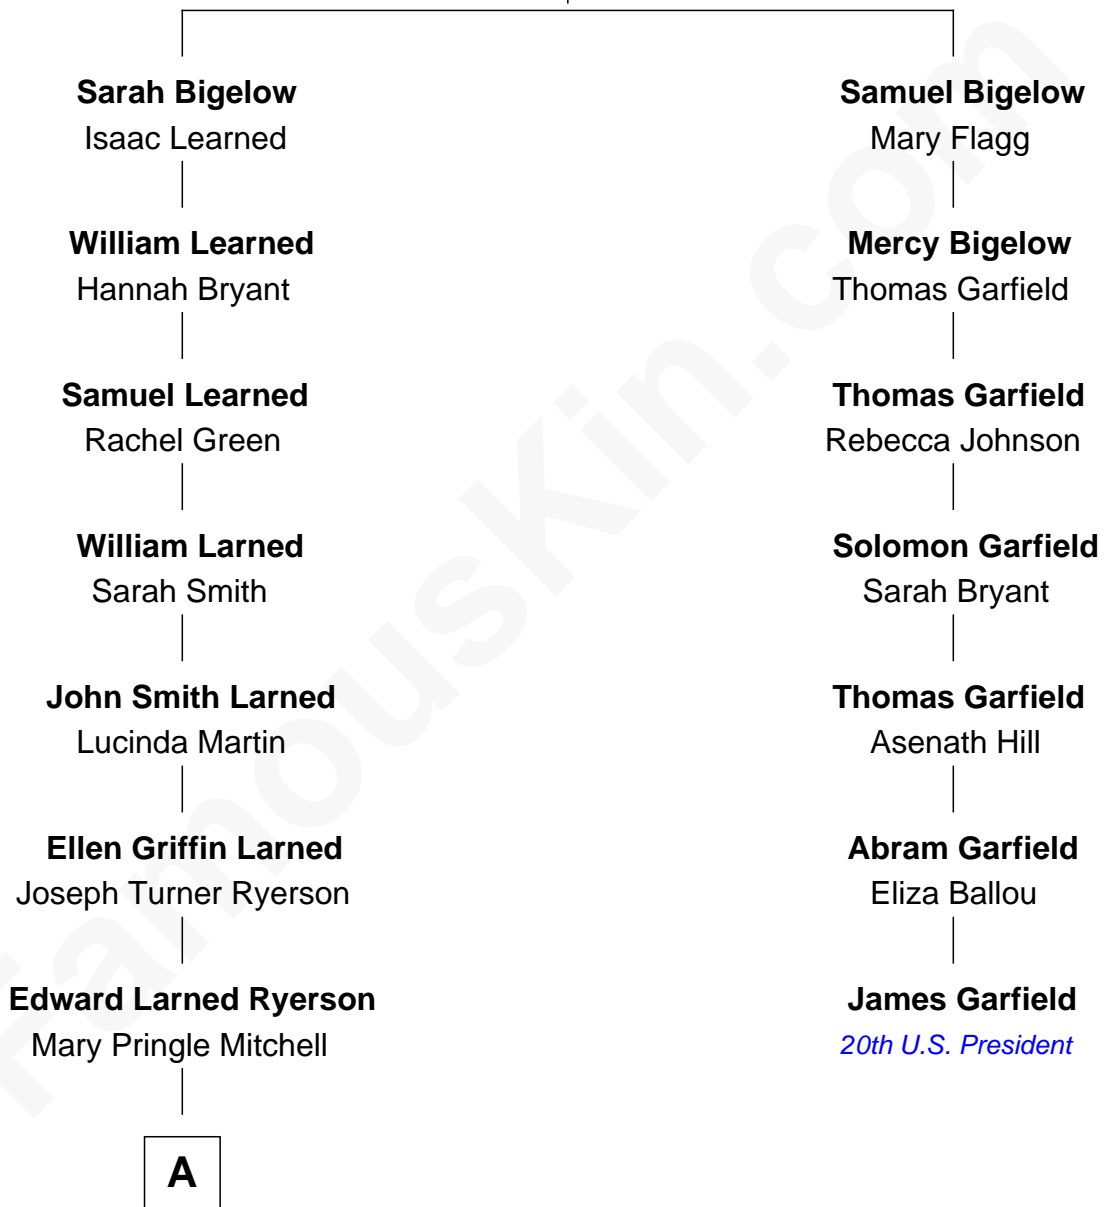 Sarah Bigelow
Isaac Learned
William Learned
Hannah Bryant
Samuel Learned
Rachel Green
William Larned
Sarah Smith
John Smith Larned
Lucinda Martin
Ellen Griffin Larned
Joseph Turner Ryerson
Edward Larned Ryerson
Mary Pringle Mitchell
A
Samuel Bigelow
Mary Flagg
Mercy Bigelow
Thomas Garfield
Thomas Garfield
Rebecca Johnson
Solomon Garfield
Sarah Bryant
Thomas Garfield
Asenath Hill
Abram Garfield
Eliza Ballou
James Garfield
20th U.S. President
FamousKin.com